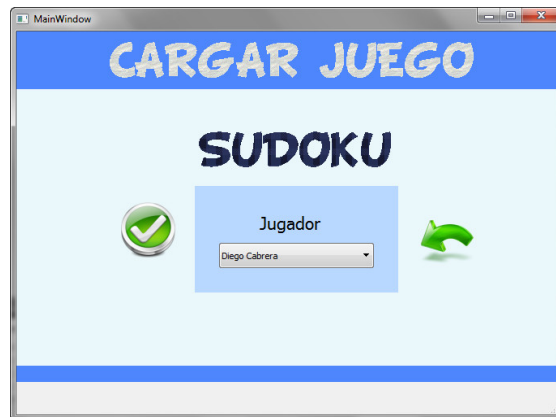 MainWindow
CARGAR JUEGO
SUDOKU
Jugador
Diego Cabrera